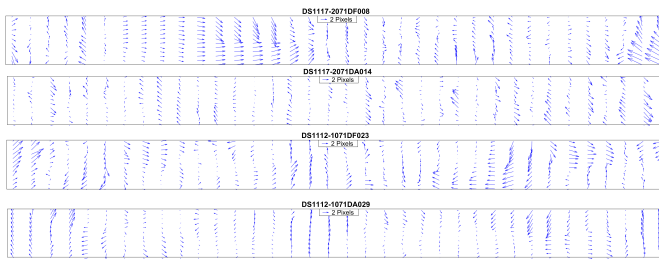 DS1117-2071DF008
2 Pixels
DS1117-2071DA014
2 Pixels
DS1112-1071DF023
2 Pixels
DS1112-1071DA029
2 Pixels